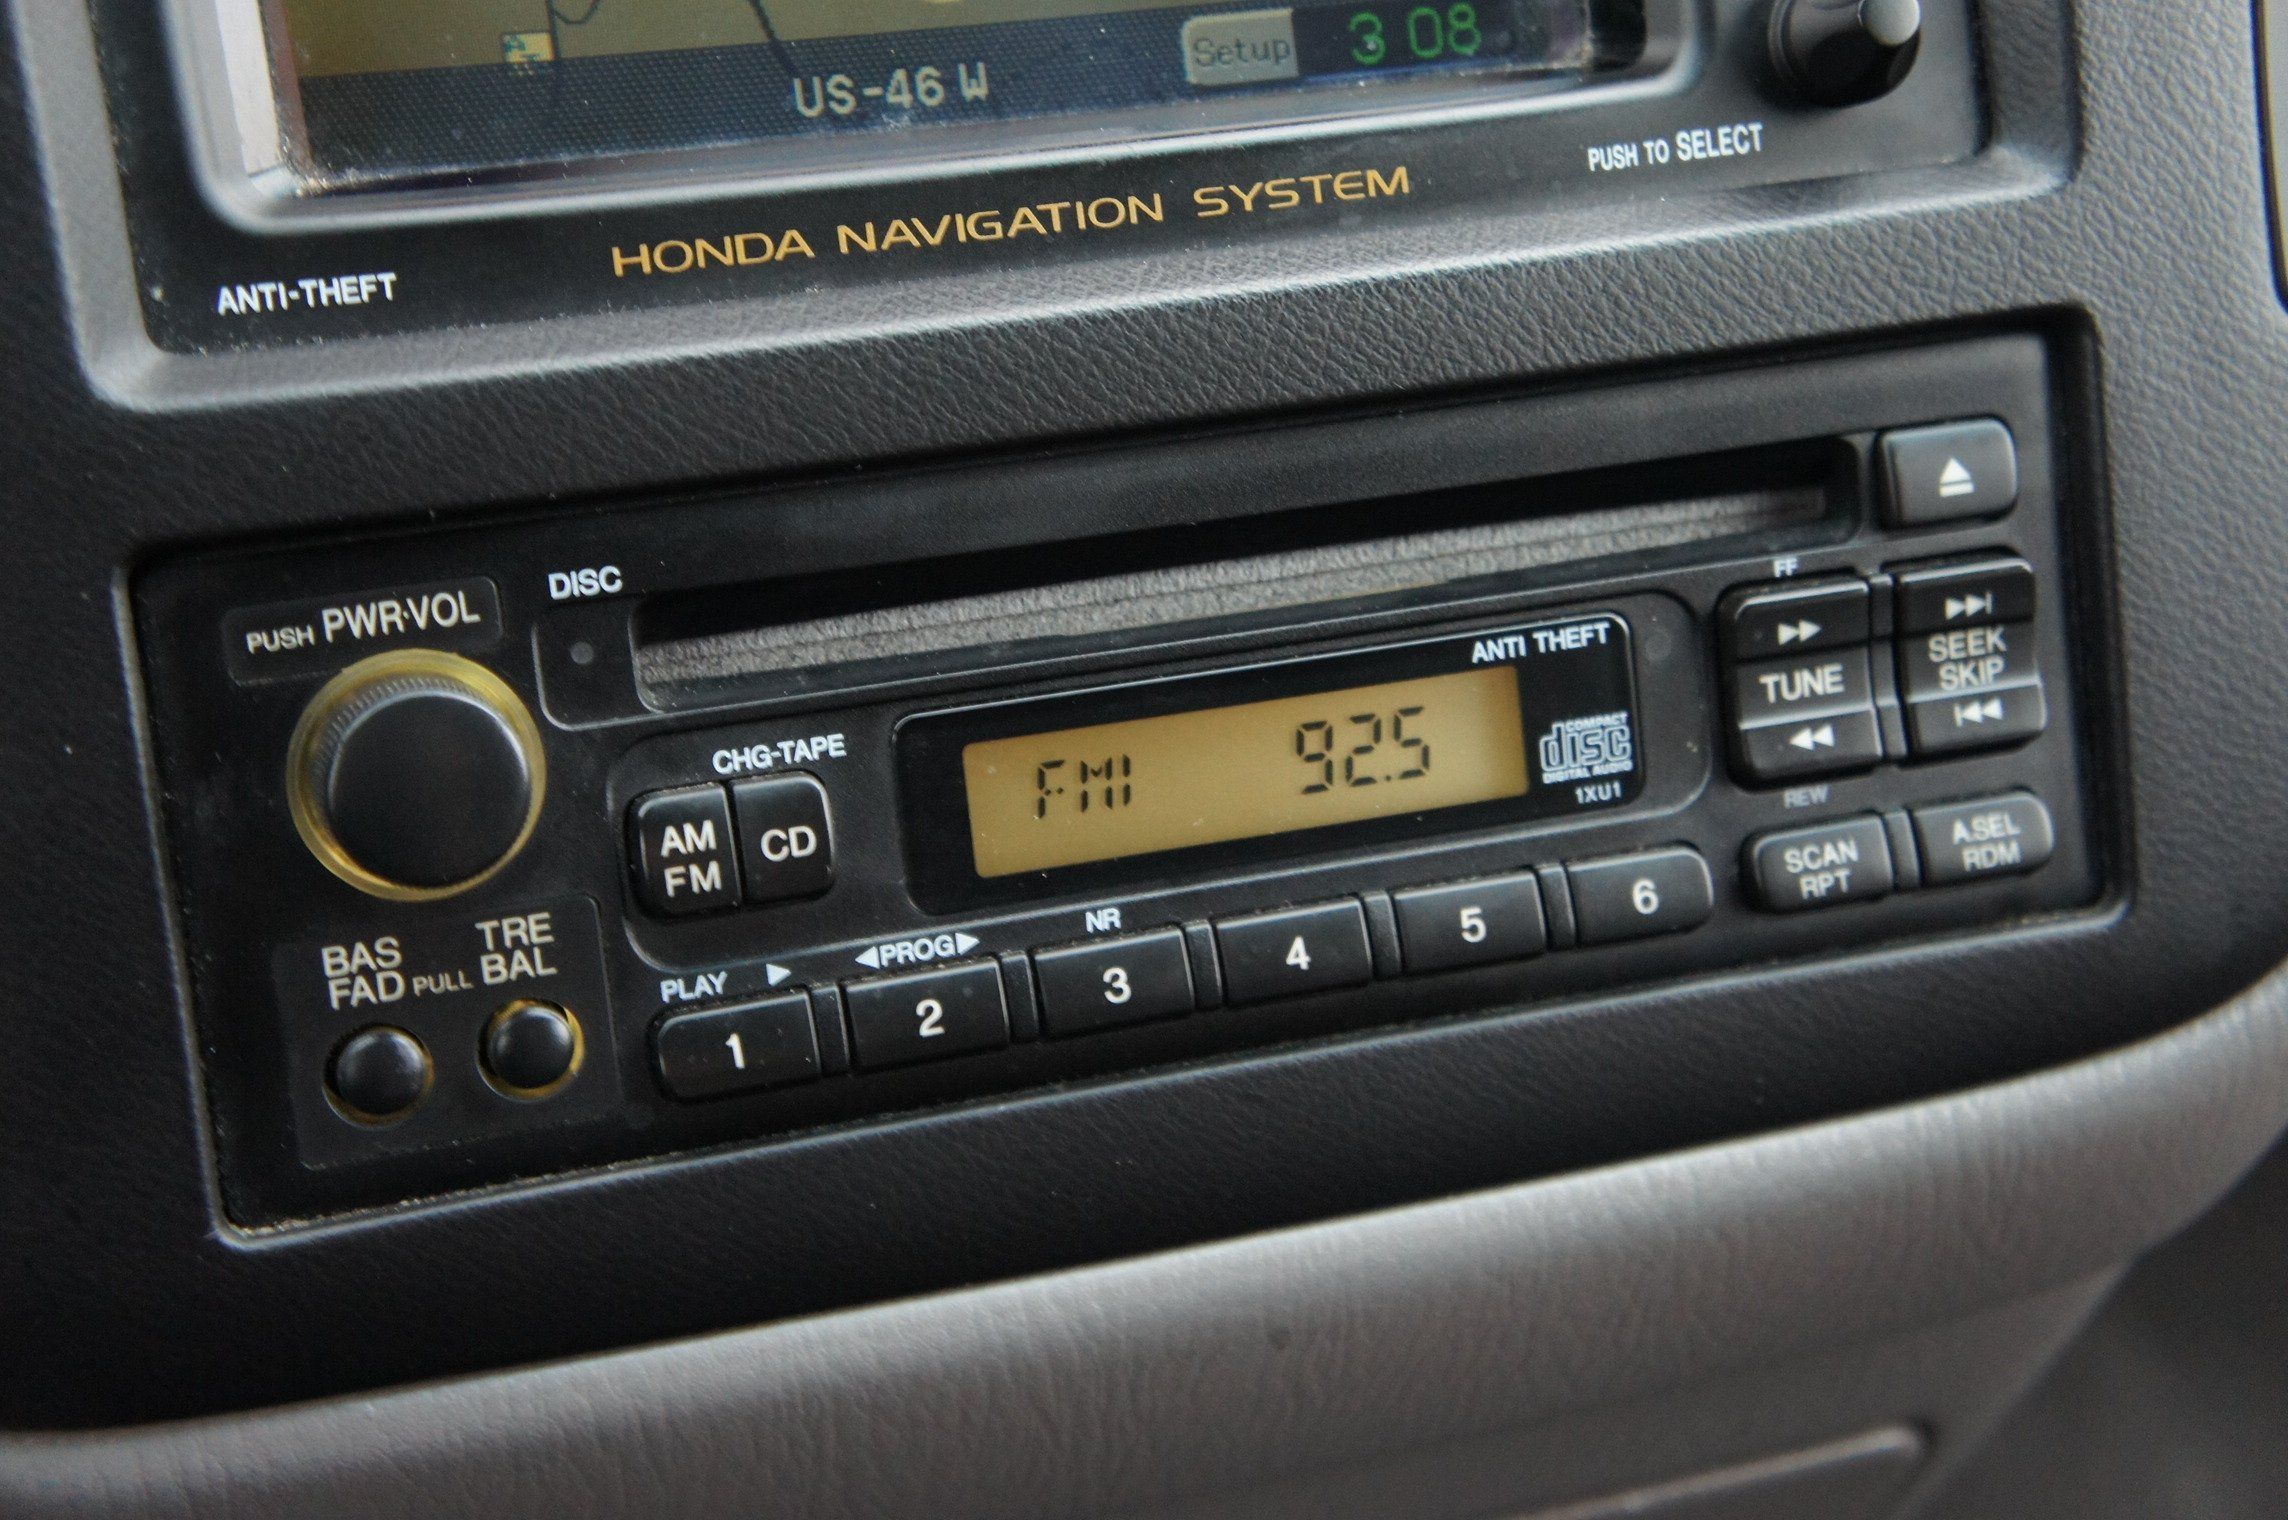 Setup
3 08
US-46 W
PUSH TO SELECT
HONDA NAVIGATION SYSTEM
ANTI-THEFT
DISC
PUSH PWR·VOL
FF
ANTI THEFT
TUNE
SEEK
SKIP
CHG-TAPE
FM1 92.5
COMPACT
disc
DIGITAL AUDIO
1XU1
REW
AM
FM
CD
SCAN
RPT
A.SEL
RDM
BAS
FAD
PULL
TRE
BAL
PLAY
PROG
NR
1
2
3
4
5
6